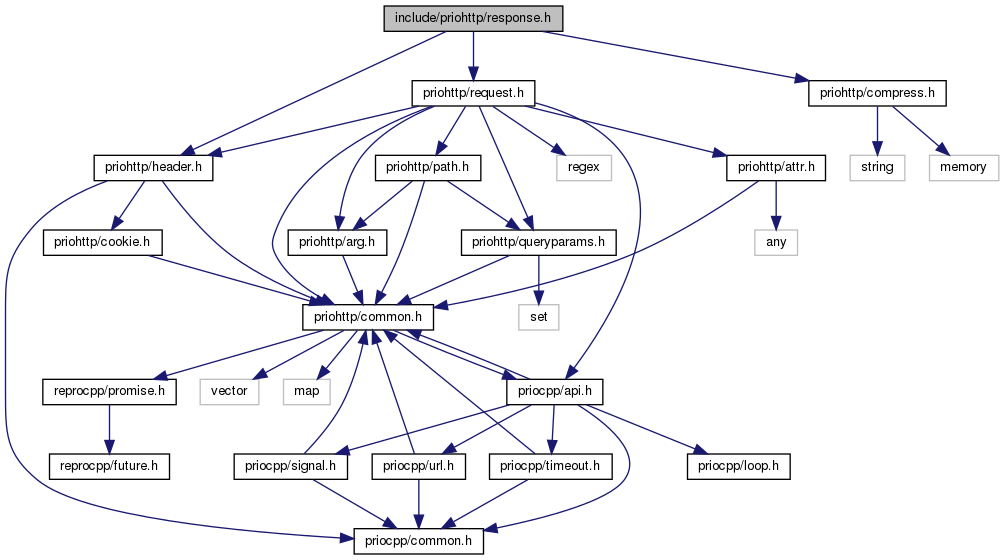 include/priohttp/response.h
priohttp/request.h
priohttp/compress.h
priohttp/header.h
priohttp/path.h
regex
priohttp/attr.h
string
memory
priohttp/cookie.h
priohttp/arg.h
priohttp/queryparams.h
any
priohttp/common.h
set
reprocpp/promise.h
vector
map
priocpp/api.h
reprocpp/future.h
priocpp/signal.h
priocpp/url.h
priocpp/timeout.h
priocpp/loop.h
priocpp/common.h